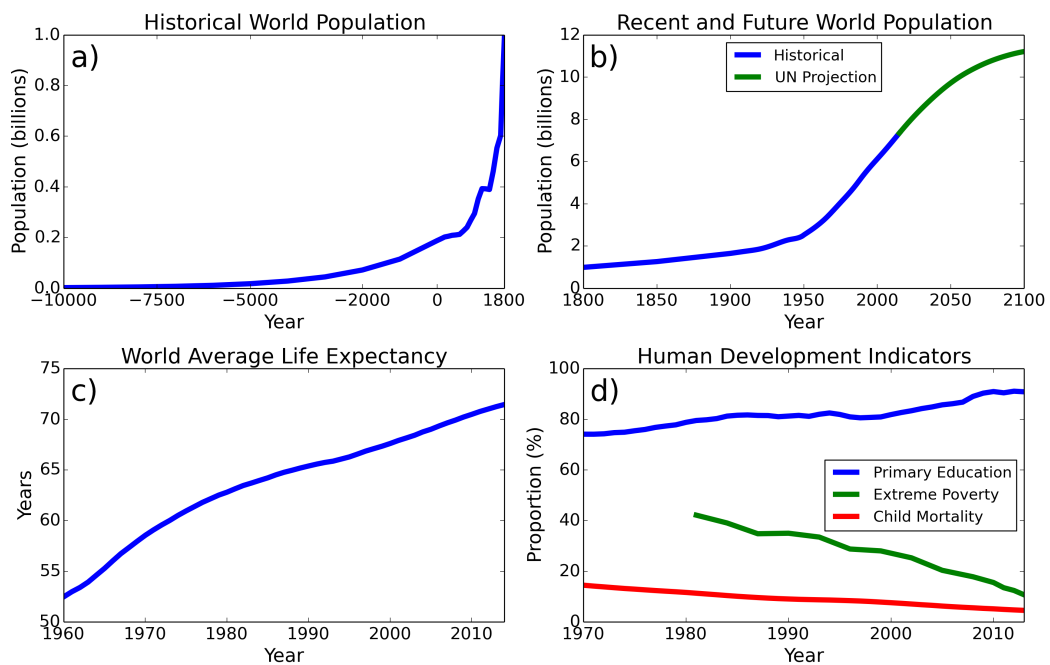 Historical World Population
a)
Population (billions)
1.0
0.8
0.6
0.4
0.2
0.0
−10000 −7500 −5000 −2000 0 1800
Year
Recent and Future World Population
b)
Historical
UN Projection
Population (billions)
12
10
8
6
4
2
0
1800 1850 1900 1950 2000 2050 2100
Year
World Average Life Expectancy
c)
Years
75
70
65
60
55
50
1960 1970 1980 1990 2000 2010
Year
Human Development Indicators
d)
Proportion (%)
100
80
60
40
20
0
Primary Education
Extreme Poverty
Child Mortality
1970 1980 1990 2000 2010
Year